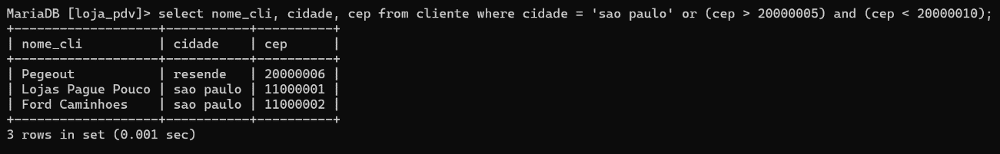 MariaDB [loja_pdv]> select nome_cli, cidade, cep from cliente where cidade = 'sao paulo' or (cep > 20000005) and (cep < 20000010);
+-------------------+-----------+----------+
| nome_cli          | cidade    | cep      |
+-------------------+-----------+----------+
| Pegeout           | resende   | 20000006 |
| Lojas Pague Pouco | sao paulo | 11000001 |
| Ford Caminhoes    | sao paulo | 11000002 |
+-------------------+-----------+----------+
3 rows in set (0.001 sec)